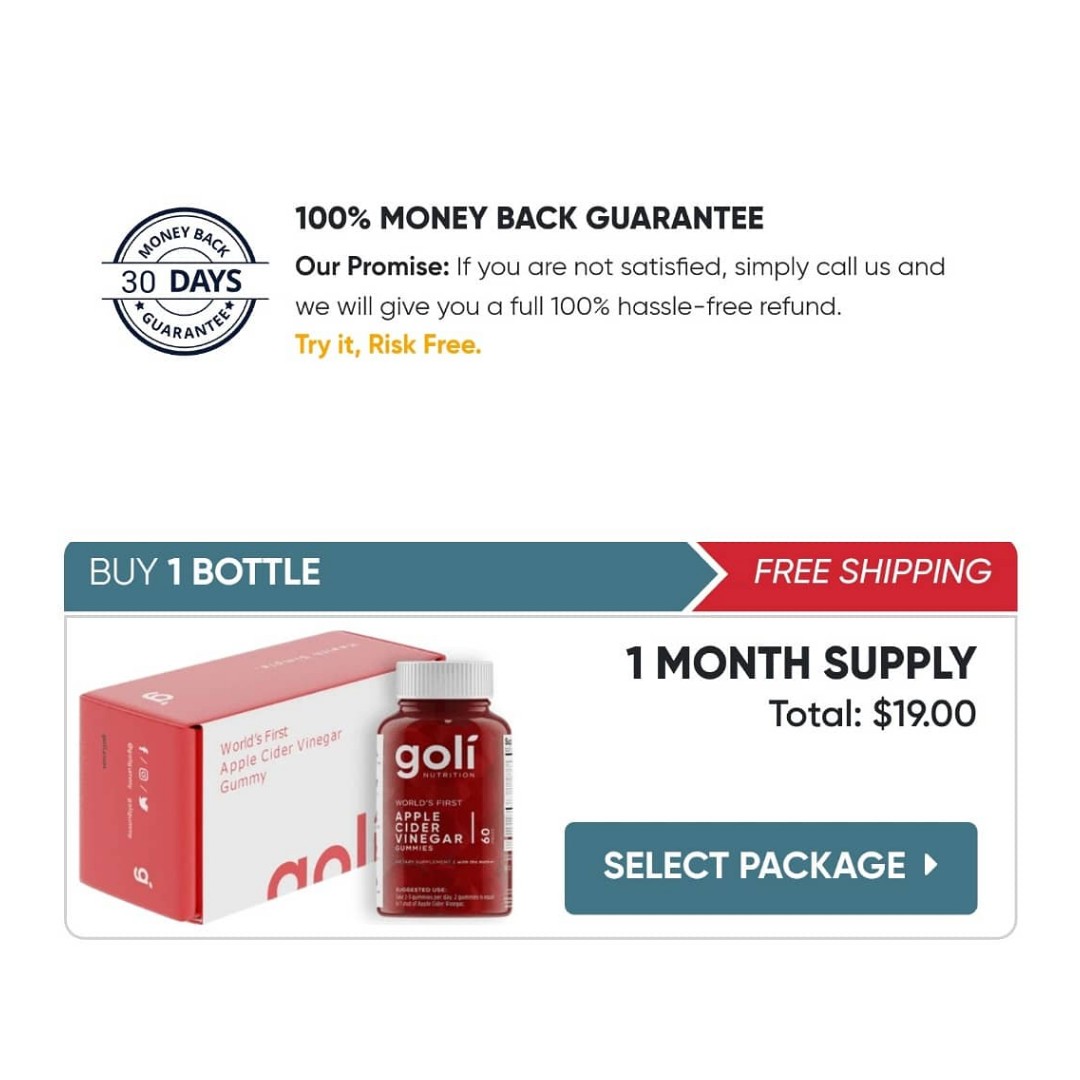 MONEY BACK
30 DAYS
GUARANTEE
100% MONEY BACK GUARANTEE
Our Promise: If you are not satisfied, simply call us and
we will give you a full 100% hassle-free refund.
Try it, Risk Free.
BUY 1 BOTTLE
FREE SHIPPING
1 MONTH SUPPLY
Total: $19.00
SELECT PACKAGE
g.
World's First
Apple Cider Vinegar
Gummy
goli
goli
NUTRITION
WORLD'S FIRST
APPLE
CIDER
VINEGAR
GUMMIES
60
SUGGESTED USE: